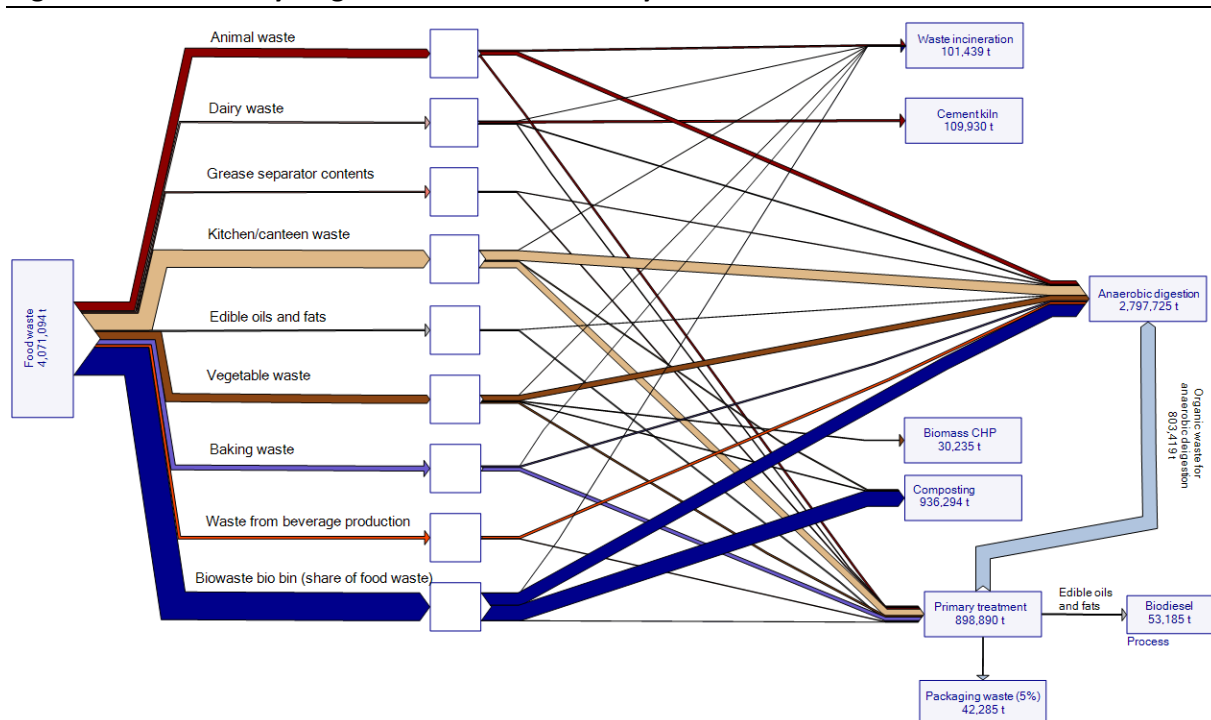 Animal waste
Waste incineration
101,439 t
Dairy waste
Cement kiln
109,930 t
Grease separator contents
Kitchen/canteen waste
Food waste
4,071,094 t
Anaerobic digestion
2,797,725 t
Edible oils and fats
Organic waste for
anaerobic deigestion
803,419 t
Vegetable waste
Biomass CHP
30,235 t
Baking waste
Composting
936,294 t
Waste from beverage production
Biowaste bio bin (share of food waste)
Primary treatment
898,890 t
Edible oils
and fats
Biodiesel
53,185 t
Process
Packaging waste (5%)
42,285 t